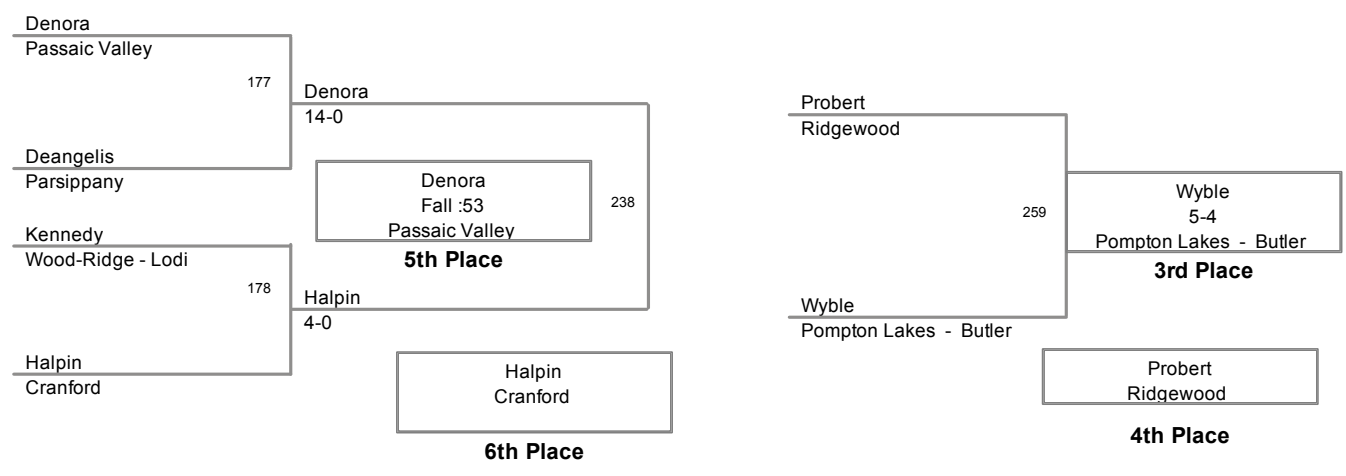 Denora
Passaic Valley
177
Denora
14-0
Deangelis
Parsippany
Denora
Fall :53
Passaic Valley
5th Place
238
Kennedy
Wood-Ridge - Lodi
178
Halpin
4-0
Halpin
Cranford
Halpin
Cranford
6th Place
Probert
Ridgewood
259
Wyble
5-4
Pompton Lakes - Butler
3rd Place
Wyble
Pompton Lakes - Butler
Probert
Ridgewood
4th Place